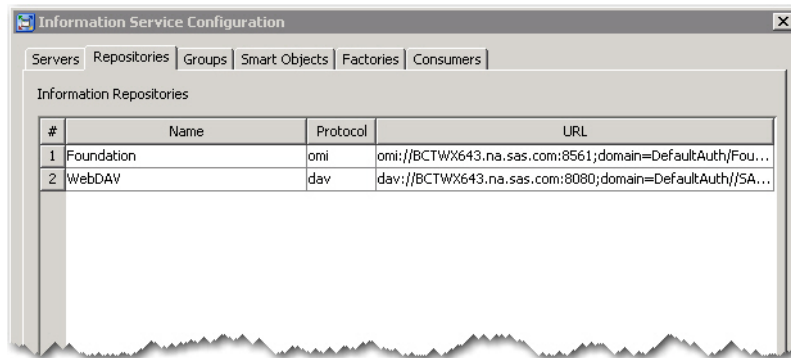 Information Service Configuration
Servers Repositories Groups Smart Objects Factories Consumers
Information Repositories
# Name Protocol URL
1 Foundation omi omi://BCTWX643.na.sas.com:8561;domain=DefaultAuth/Fou...
2 WebDAV dav dav://BCTWX643.na.sas.com:8080;domain=DefaultAuth//SA...